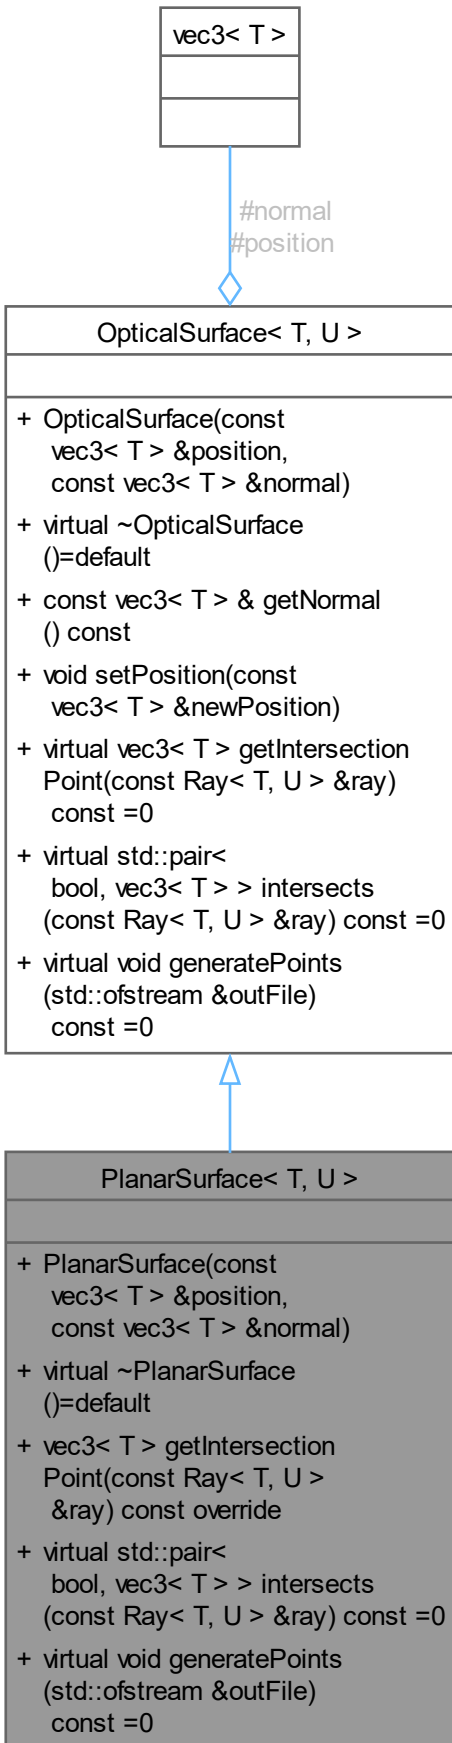 vec3< T >
#normal
#position
OpticalSurface< T, U >
+ OpticalSurface(const
vec3< T > &position,
const vec3< T > &normal)
+ virtual ~OpticalSurface
()=default
+ const vec3< T > & getNormal
() const
+ void setPosition(const
vec3< T > &newPosition)
+ virtual vec3< T > getIntersection
Point(const Ray< T, U > &ray)
const =0
+ virtual std::pair<
bool, vec3< T > > intersects
(const Ray< T, U > &ray) const =0
+ virtual void generatePoints
(std::ofstream &outFile)
const =0
PlanarSurface< T, U >
+ PlanarSurface(const
vec3< T > &position,
const vec3< T > &normal)
+ virtual ~PlanarSurface
()=default
+ vec3< T > getIntersection
Point(const Ray< T, U >
&ray) const override
+ virtual std::pair<
bool, vec3< T > > intersects
(const Ray< T, U > &ray) const =0
+ virtual void generatePoints
(std::ofstream &outFile)
const =0